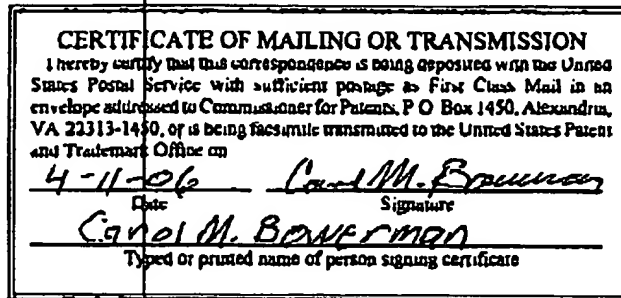 CERTIFICATE OF MAILING OR TRANSMISSION
I hereby certify that this correspondence is being deposited with the United
States Postal Service with sufficient postage as First Class Mail in an
envelope addressed to Commissioner for Patents, P O Box 1450, Alexandria,
VA 22313-1450, or is being facsimile transmitted to the United States Patent
and Trademark Office on
4-11-06 Carol M. Bowerman
Date Signature
Carol M. Bowerman
Typed or printed name of person signing certificate